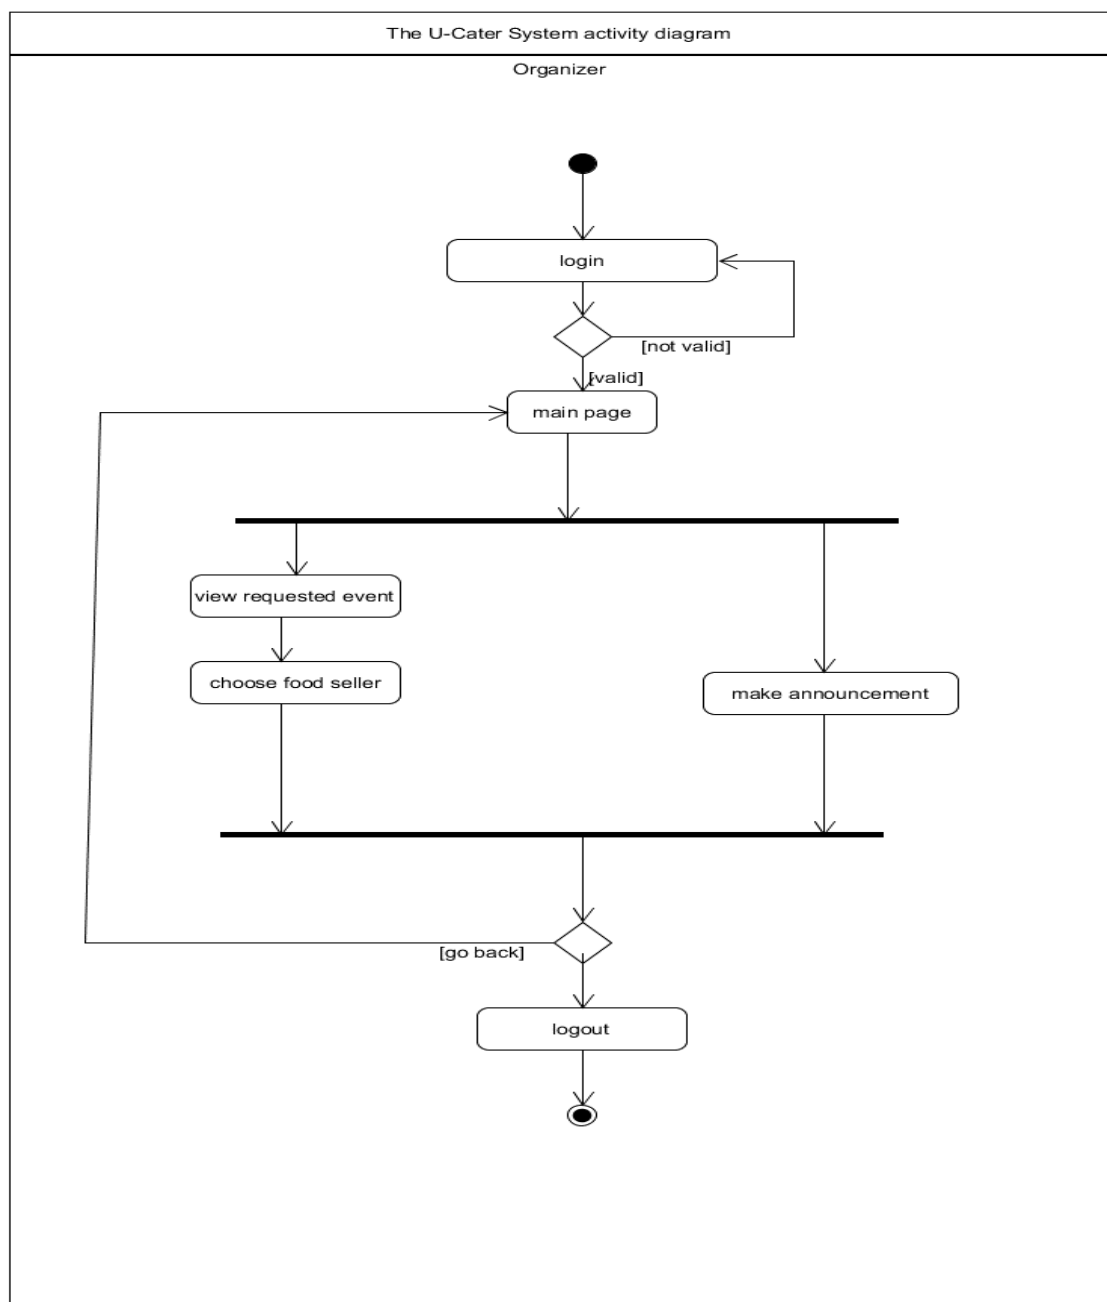 The U-Cater System activity diagram
Organizer
login
[not valid]
[valid]
main page
view requested event
choose food seller
make announcement
[go back]
logout